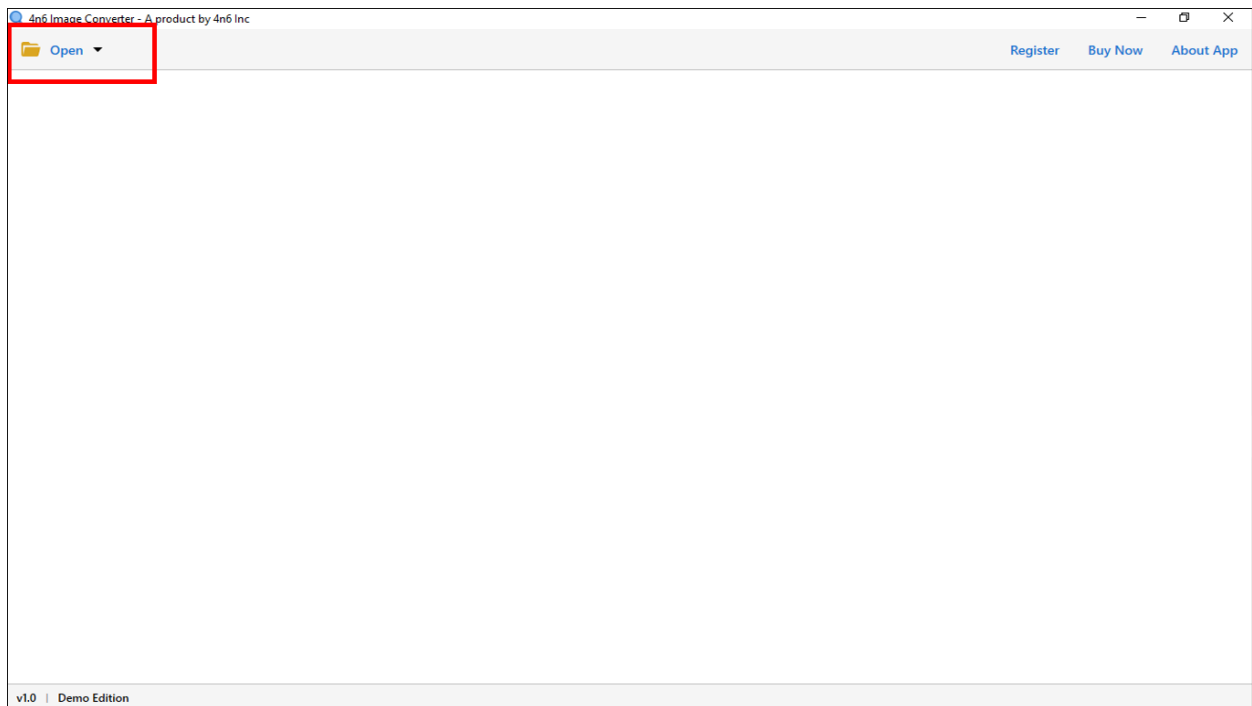 4n6 Image Converter - A product by 4n6 Inc
Open Register Buy Now About App
v1.0 | Demo Edition